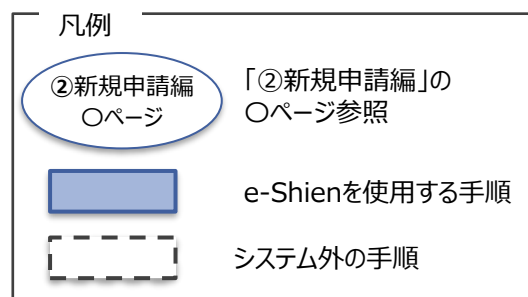 凡例
②新規申請編
〇ページ
「②新規申請編」の
〇ページ参照
e-Shienを使用する手順
システム外の手順